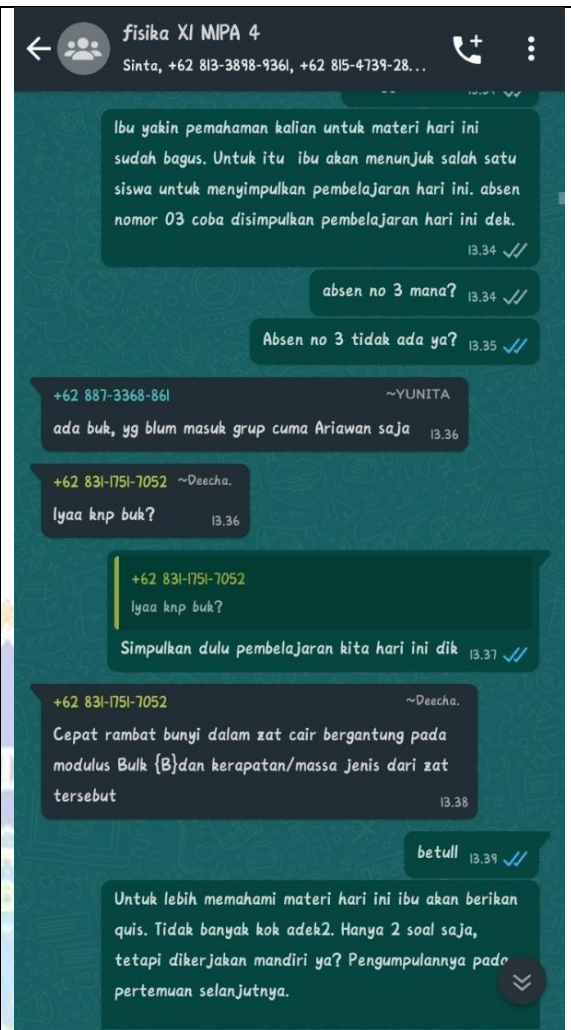 fisika XI MIPA 4
Sinta, +62 813-3898-9361, +62 815-4739-28...
Ibu yakin pemahaman kalian untuk materi hari ini
sudah bagus. Untuk itu ibu akan menunjuk salah satu
siswa untuk menyimpulkan pembelajaran hari ini. absen
nomor 03 coba disimpulkan pembelajaran hari ini dek.
13.34
absen no 3 mana? 13.34
Absen no 3 tidak ada ya? 13.35
+62 887-3368-861 ~YUNITA
ada buk, yg blum masuk grup cuma Ariawan saja 13.36
+62 831-1751-7052 ~Deecha.
Iyaa knp buk? 13.36
+62 831-1751-7052
Iyaa knp buk?
Simpulkan dulu pembelajaran kita hari ini dik 13.37
+62 831-1751-7052 ~Deecha.
Cepat rambat bunyi dalam zat cair bergantung pada
modulus Bulk {B}dan kerapatan/massa jenis dari zat
tersebut 13.38
betull 13.39
Untuk lebih memahami materi hari ini ibu akan berikan
quis. Tidak banyak kok adek2. Hanya 2 soal saja,
tetapi dikerjakan mandiri ya? Pengumpulannya pada
pertemuan selanjutnya.